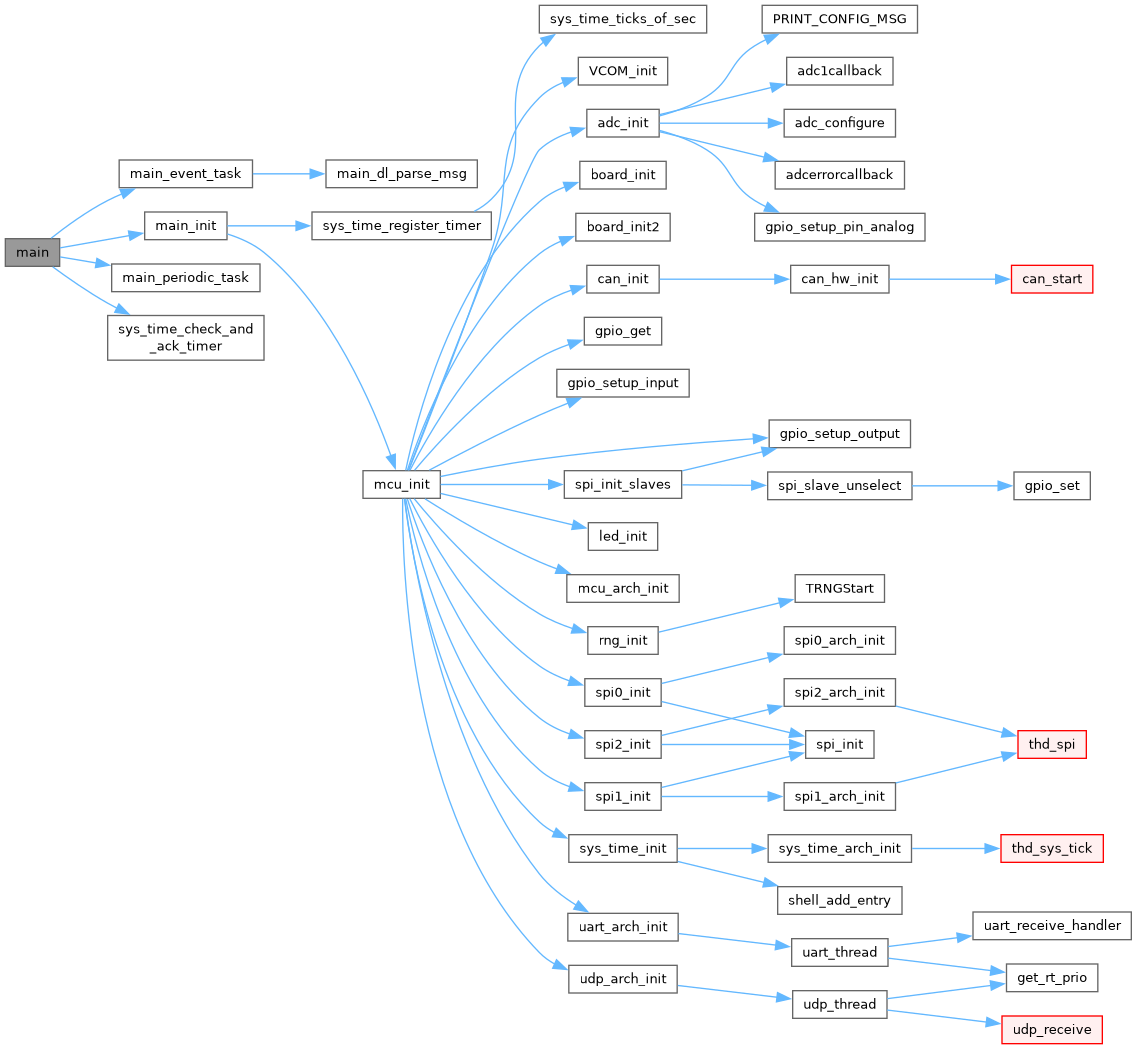 main
main_event_task
main_init
main_periodic_task
sys_time_check_and
_ack_timer
main_dl_parse_msg
sys_time_register_timer
mcu_init
sys_time_ticks_of_sec
VCOM_init
adc_init
board_init
board_init2
can_init
gpio_get
gpio_setup_input
spi_init_slaves
led_init
mcu_arch_init
rng_init
spi0_init
spi2_init
spi1_init
sys_time_init
uart_arch_init
udp_arch_init
PRINT_CONFIG_MSG
adc1callback
adc_configure
adcerrorcallback
gpio_setup_pin_analog
can_hw_init
gpio_setup_output
spi_slave_unselect
TRNGStart
spi0_arch_init
spi2_arch_init
spi_init
spi1_arch_init
sys_time_arch_init
shell_add_entry
uart_thread
udp_thread
can_start
gpio_set
thd_spi
thd_sys_tick
uart_receive_handler
get_rt_prio
udp_receive